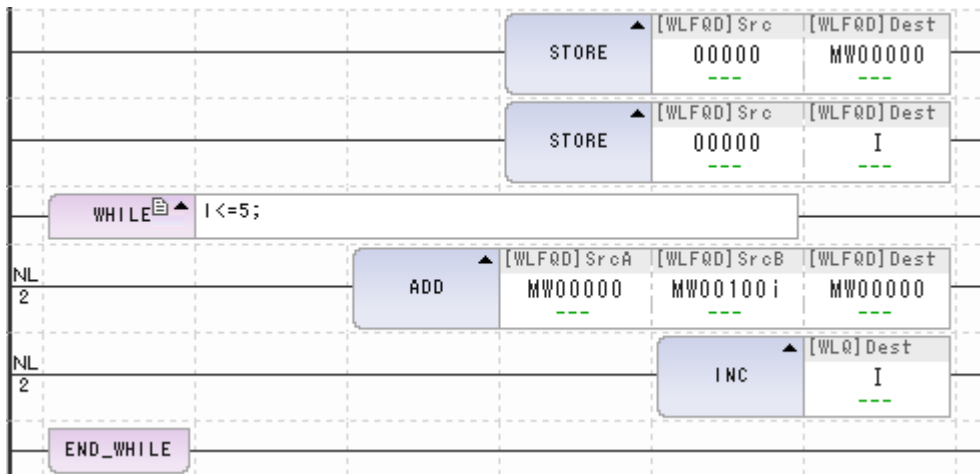 [WLFQD]Src [WLFQD]Dest
STORE 00000 MW00000
--- ---
[WLFQD]Src [WLFQD]Dest
STORE 00000 I
--- ---
WHILE I<=5;
[WLFQD]SrcA [WLFQD]SrcB [WLFQD]Dest
NL
2 ADD MW00000 MW00100i MW00000
--- --- ---
[WLQ]Dest
NL
2 INC I
---
END_WHILE